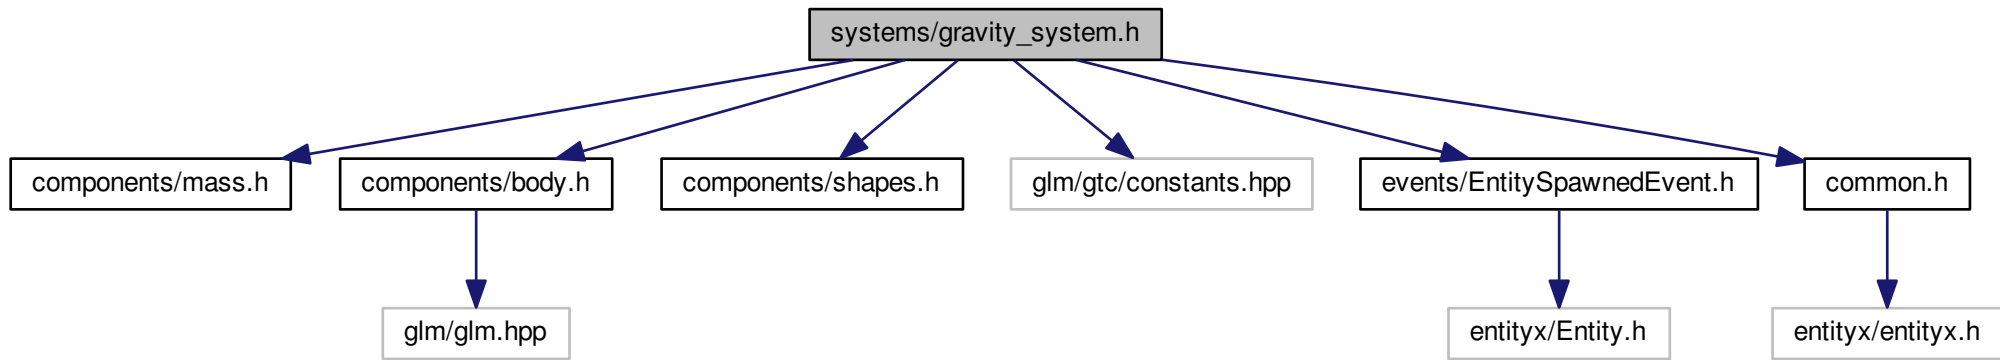 systems/gravity_system.h
components/mass.h
components/body.h
components/shapes.h
glm/gtc/constants.hpp
events/EntitySpawnedEvent.h
common.h
glm/glm.hpp
entityx/Entity.h
entityx/entityx.h